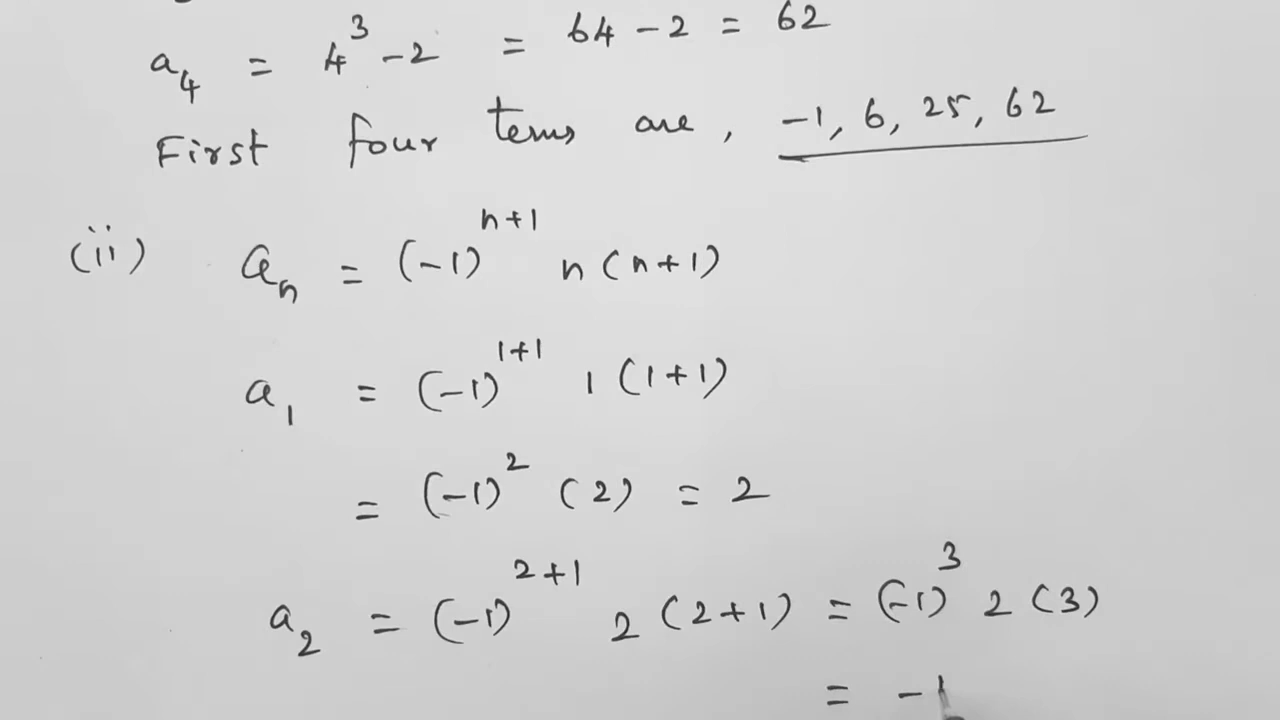 a₄ = 4³ - 2 = 64 - 2 = 62
First four terms are, -1, 6, 25, 62
(ii) aₙ = (-1)ⁿ⁺¹ n(n+1)
a₁ = (-1)¹⁺¹ 1(1+1)
= (-1)² (2) = 2
a₂ = (-1)²⁺¹ 2(2+1) = (-1)³ 2(3)
= -1